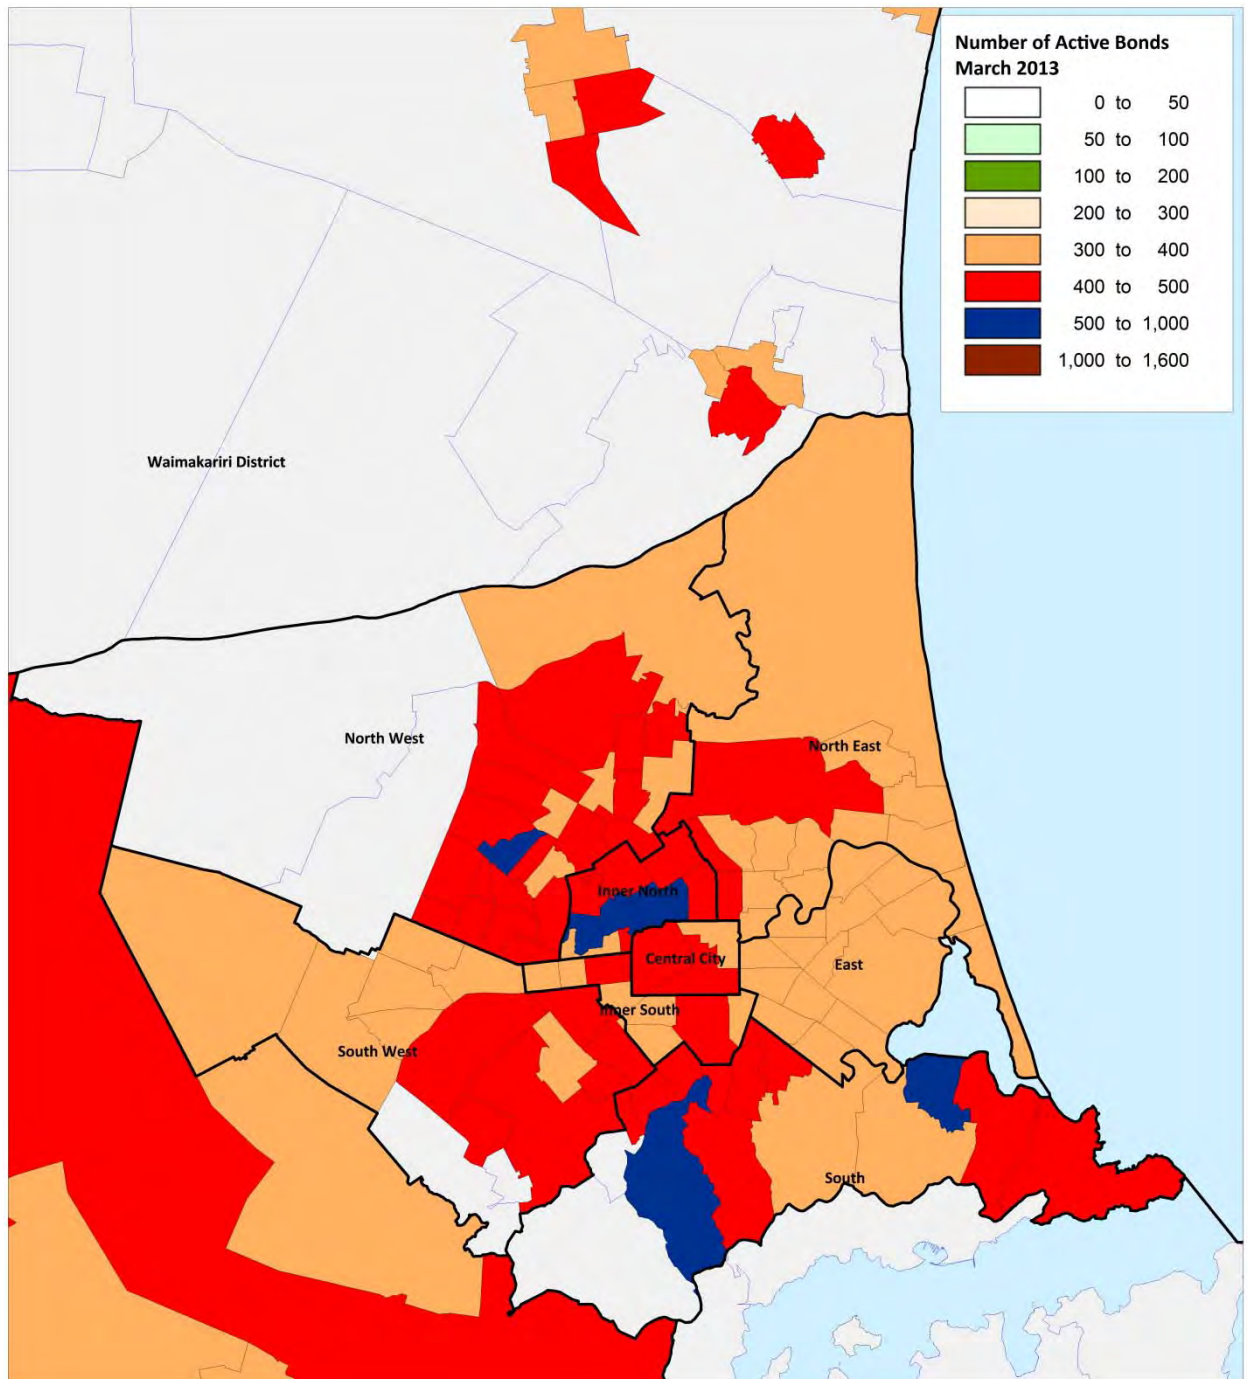 Number of Active Bonds
March 2013
0 to 50
50 to 100
100 to 200
200 to 300
300 to 400
400 to 500
500 to 1,000
1,000 to 1,600
Waimakariri District
North West
North East
Inner North
Central City
East
Inner South
South West
South